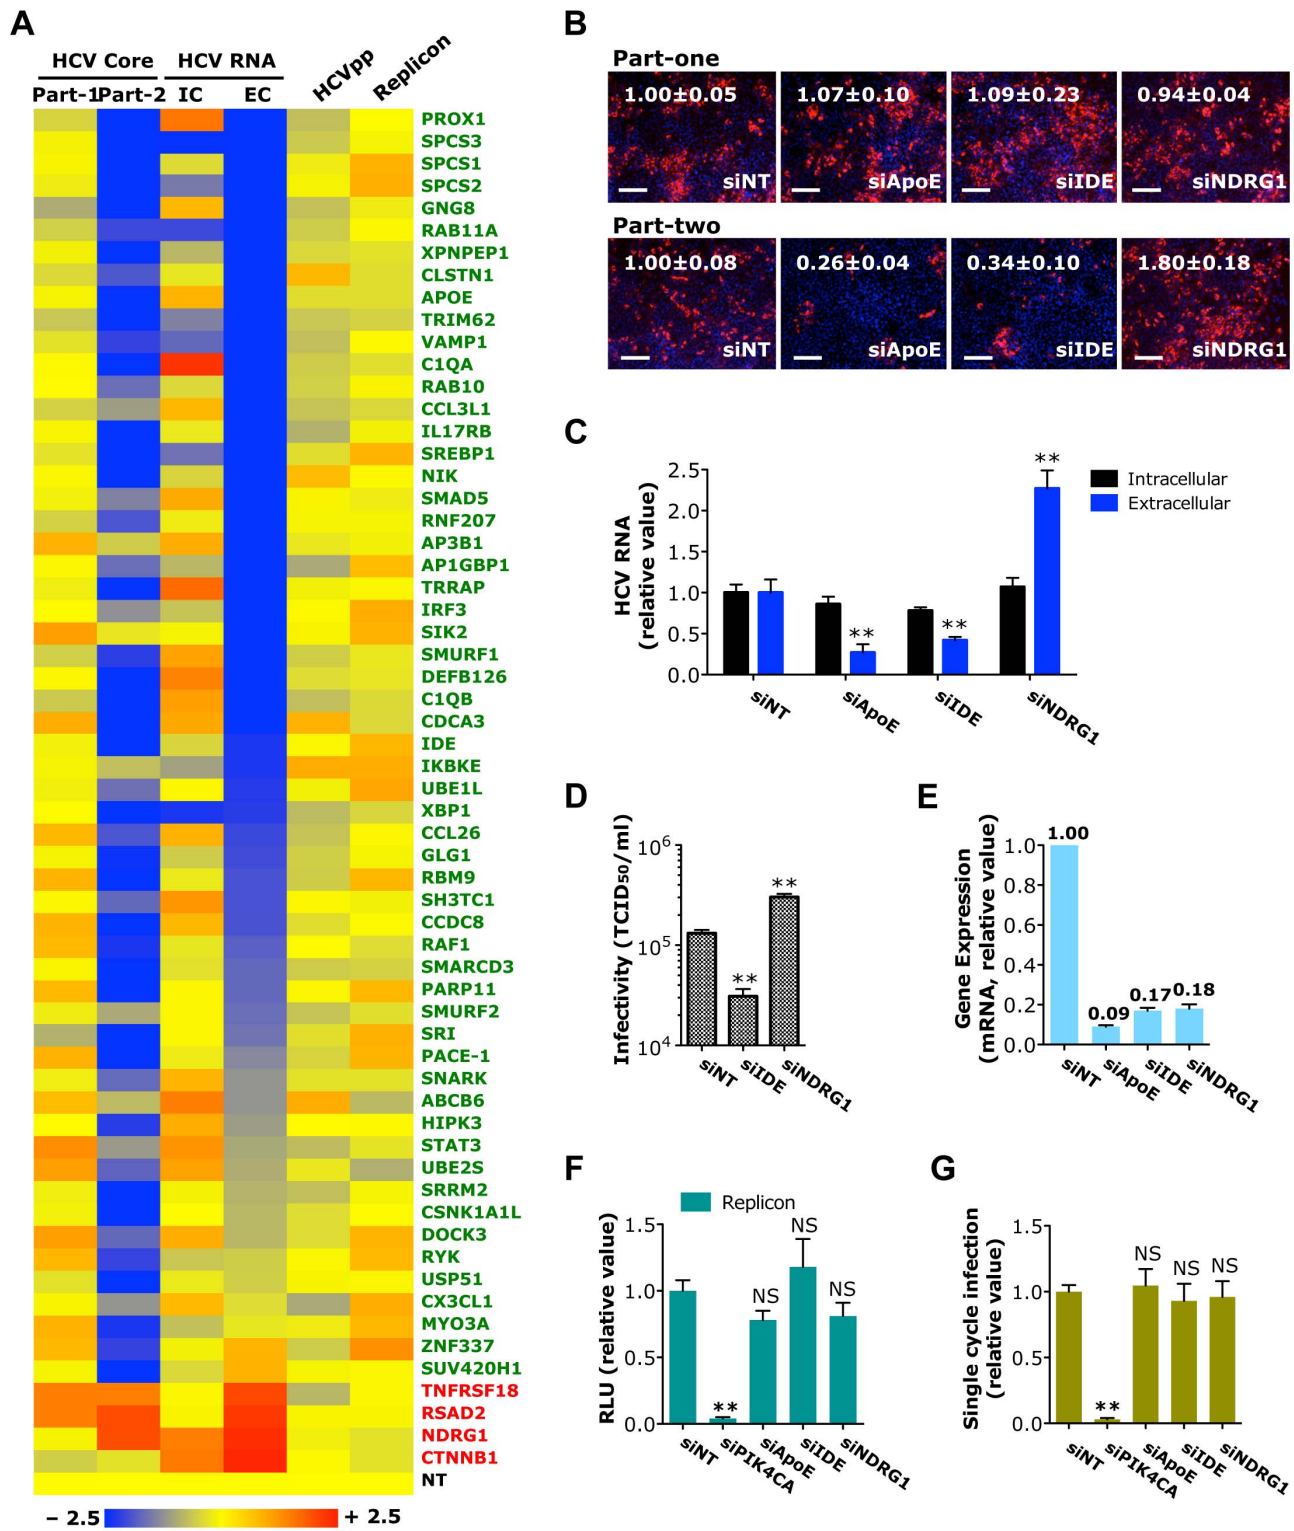 A
HCV Core
HCV RNA
HCVpp
Replicon
Part-1
Part-2
IC
EC
PROX1
SPCS3
SPCS1
SPCS2
GNG8
RAB11A
XPNPEP1
CLSTN1
APOE
TRIM62
VAMP1
C1QA
RAB10
CCL3L1
IL17RB
SREBP1
NIK
SMAD5
RNF207
AP3B1
AP1GBP1
TRRAP
IRF3
SIK2
SMURF1
DEFB126
C1QB
CDCA3
IDE
IKBKE
UBE1L
XBP1
CCL26
GLG1
RBM9
SH3TC1
CCDC8
RAF1
SMARCD3
PARP11
SMURF2
SRI
PACE-1
SNARK
ABCB6
HIPK3
STAT3
UBE2S
SRRM2
CSNK1A1L
DOCK3
RYK
USP51
CX3CL1
MYO3A
ZNF337
SUV420H1
TNFRSF18
RSAD2
NDRG1
CTNNB1
NT
− 2.5
+ 2.5
B
Part-one
1.00±0.05
siNT
1.07±0.10
siApoE
1.09±0.23
siIDE
0.94±0.04
siNDRG1
Part-two
1.00±0.08
siNT
0.26±0.04
siApoE
0.34±0.10
siIDE
1.80±0.18
siNDRG1
C
HCV RNA
(relative value)
2.5
2.0
1.5
1.0
0.5
0.0
**
**
**
Intracellular
Extracellular
siNT
siApoE
siIDE
siNDRG1
D
Infectivity (TCID50/ml)
10^6
10^5
10^4
**
**
siNT
siIDE
siNDRG1
E
Gene Expression
(mRNA, relative value)
1.0
0.8
0.6
0.4
0.2
0.0
1.00
0.09
0.17
0.18
siNT
siApoE
siIDE
siNDRG1
F
Replicon
RLU (relative value)
1.5
1.0
0.5
0.0
**
NS
NS
NS
siNT
siPIK4CA
siApoE
siIDE
siNDRG1
G
Single cycle infection
(relative value)
1.5
1.0
0.5
0.0
**
NS
NS
NS
siNT
siPIK4CA
siApoE
siIDE
siNDRG1